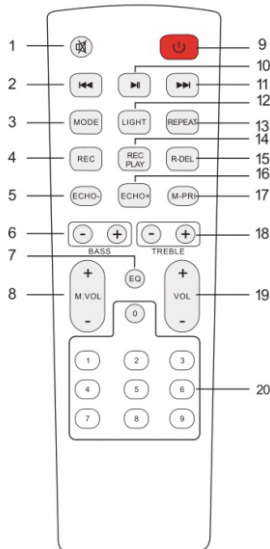 1 9
10
2 11
12
3 MODE LIGHT REPEAT
13
14
4 REC REC PLAY R-DEL 15
16
5 ECHO- ECHO+ M-PRI 17
6 - + - + 18
BASS TREBLE
7 EQ
+ +
8 M.VOL VOL 19
- -
0
1 2 3
4 5 6 20
7 8 9